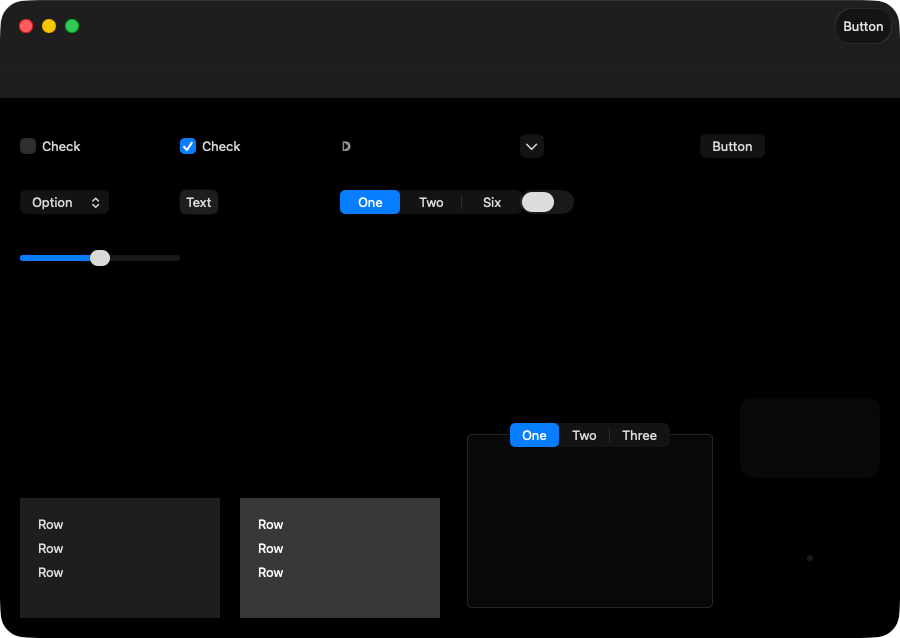 Button
Check
Check
Button
Option
Text
One
Two
Six
One
Two
Three
Row
Row
Row
Row
Row
Row